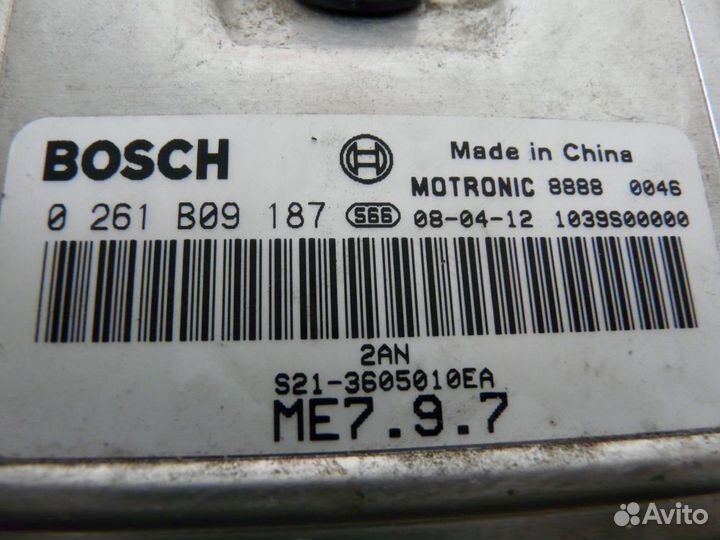 BOSCH
Made in China
MOTRONIC 8888 0046
0 261 B09 187 S66 08-04-12 1039S00000
2AN
S21-3605010EA
ME7.9.7
Avito